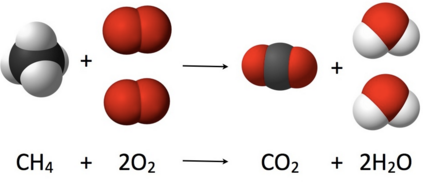 + → +
CH₄ + 2O₂ → CO₂ + 2H₂O